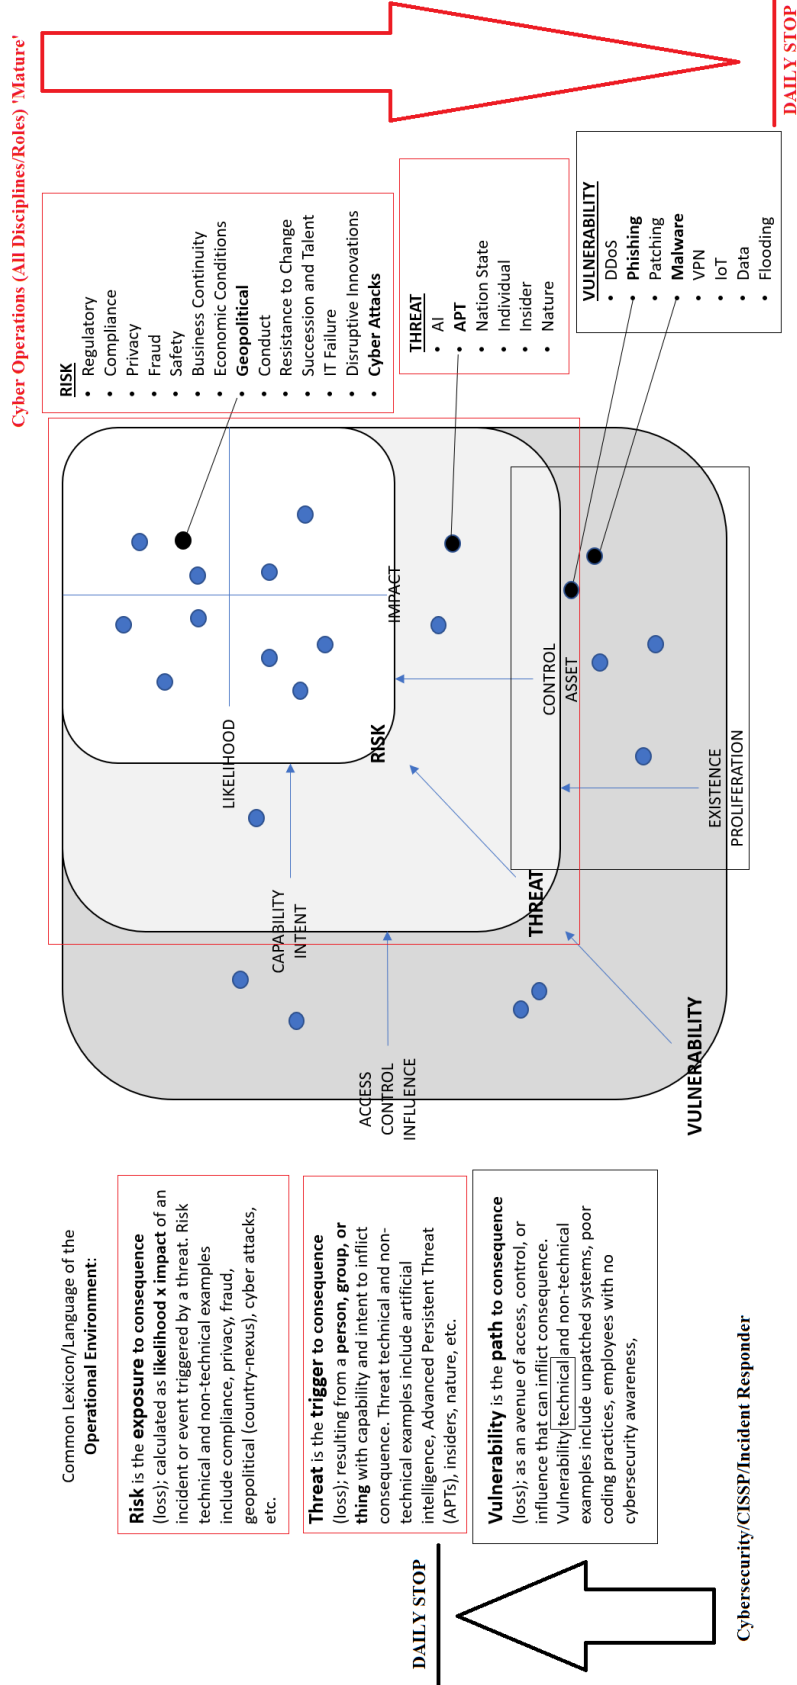 Cyber Operations (All Disciplines/Roles) 'Mature'
DAILY STOP
Common Lexicon/Language of the
Operational Environment:
Risk is the exposure to consequence
(loss); calculated as likelihood x impact of an
incident or event triggered by a threat. Risk
technical and non-technical examples
include compliance, privacy, fraud,
geopolitical (country-nexus), cyber attacks,
etc.
Threat is the trigger to consequence
(loss); resulting from a person, group, or
thing with capability and intent to inflict
consequence. Threat technical and non-
technical examples include artificial
intelligence, Advanced Persistent Threat
(APTs), insiders, nature, etc.
Vulnerability is the path to consequence
(loss); as an avenue of access, control, or
influence that can inflict consequence.
Vulnerability technical and non-technical
examples include unpatched systems, poor
coding practices, employees with no
cybersecurity awareness,
DAILY STOP
Cybersecurity/CISSP/Incident Responder
ACCESS
CONTROL
INFLUENCE
VULNERABILITY
CAPABILITY
INTENT
THREAT
LIKELIHOOD
RISK
IMPACT
CONTROL
ASSET
EXISTENCE
PROLIFERATION
RISK
• Regulatory
• Compliance
• Privacy
• Fraud
• Safety
• Business Continuity
• Economic Conditions
• Geopolitical
• Conduct
• Resistance to Change
• Succession and Talent
• IT Failure
• Disruptive Innovations
• Cyber Attacks
THREAT
• AI
• APT
• Nation State
• Individual
• Insider
• Nature
VULNERABILITY
• DDoS
• Phishing
• Patching
• Malware
• VPN
• IoT
• Data
• Flooding